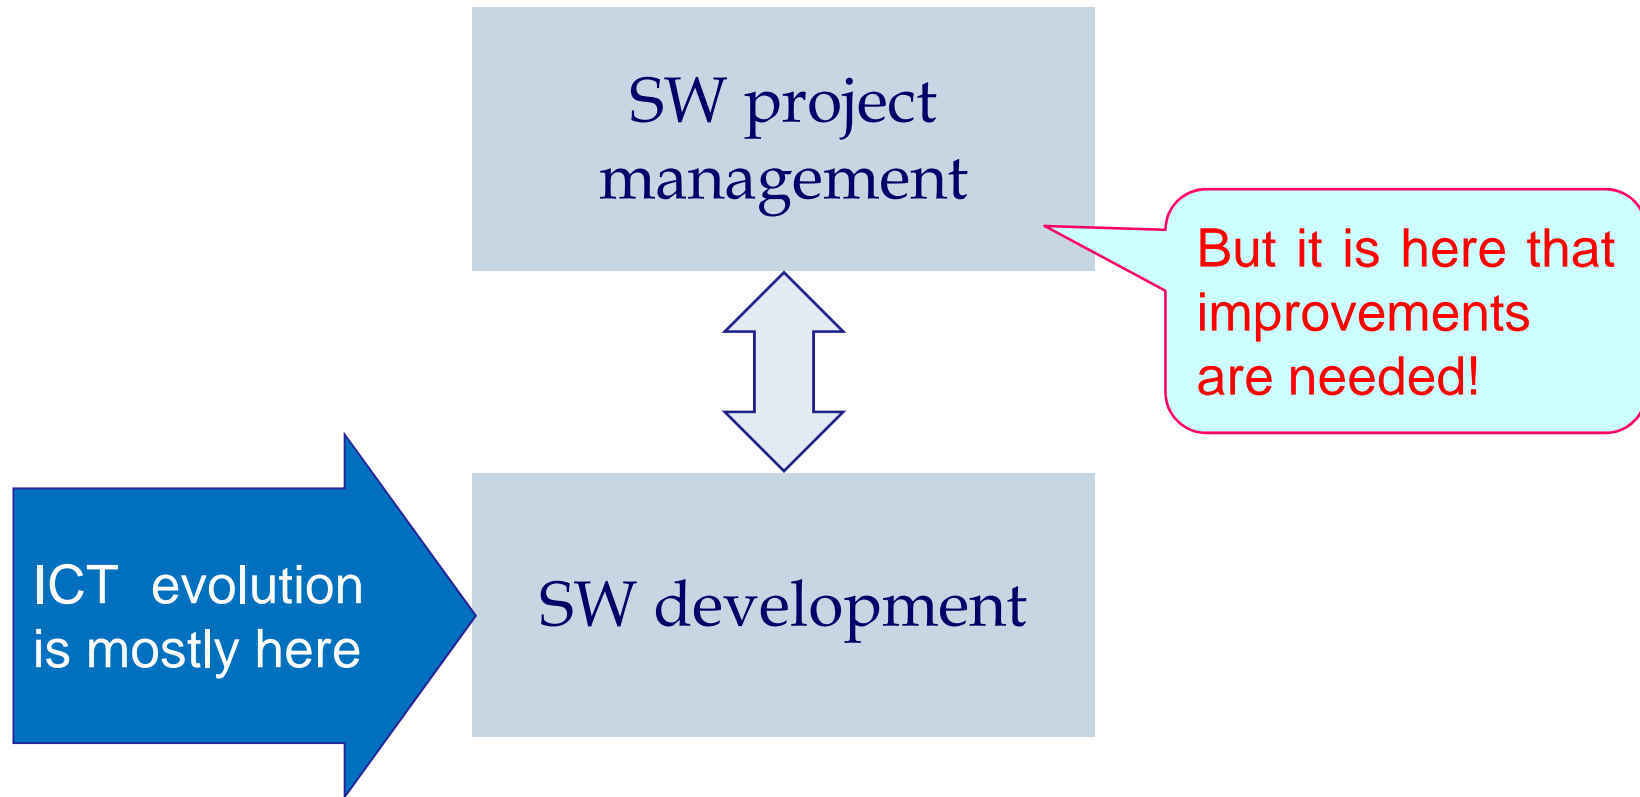 SW project
management
But it is here that
improvements
are needed!
ICT evolution
is mostly here
SW development